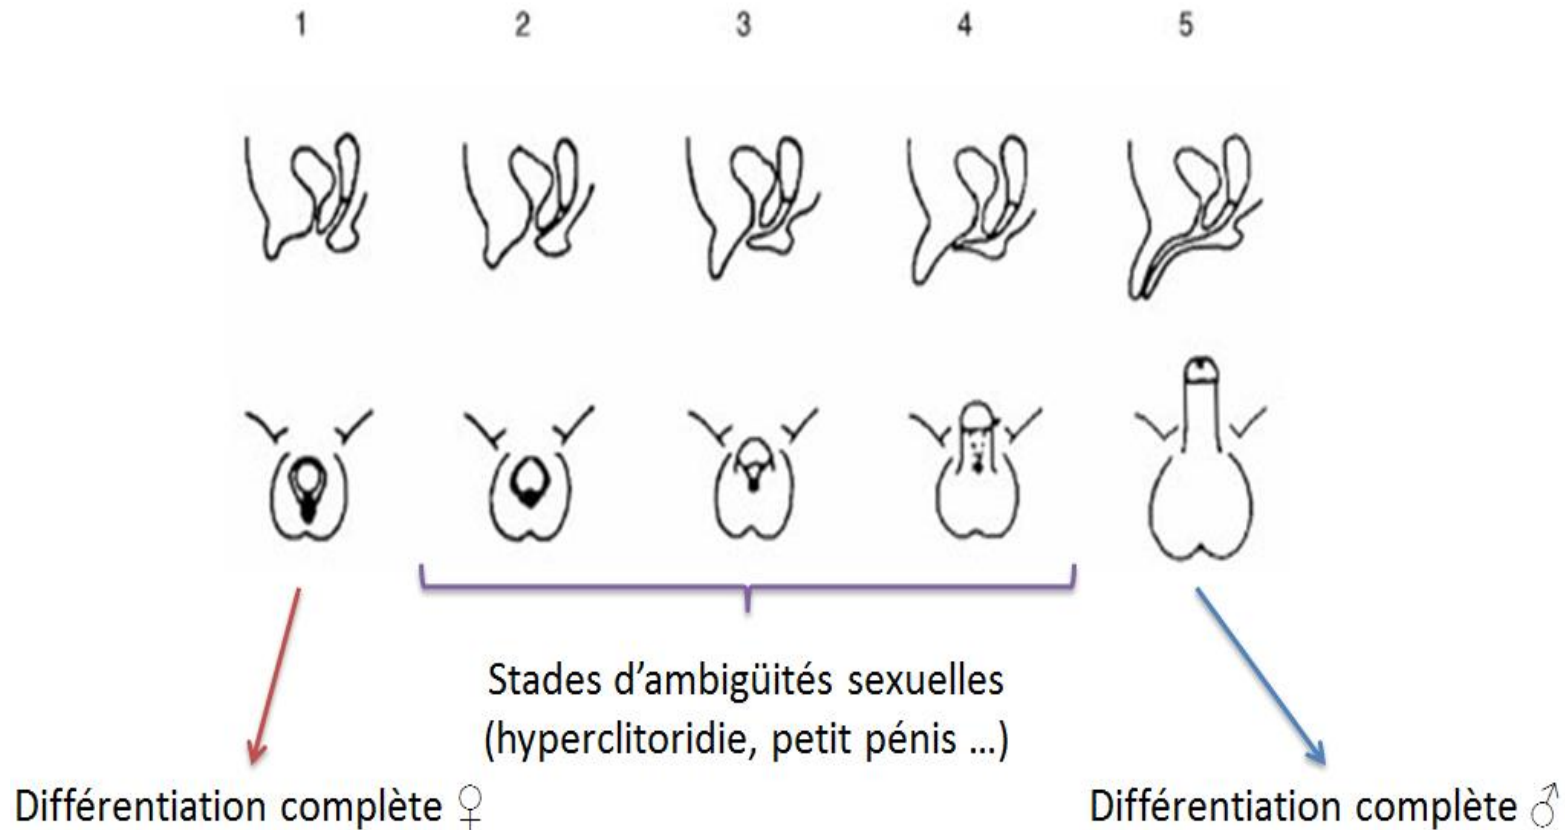 1 2 3 4 5
Stades d’ambigüités sexuelles
(hyperclitoridie, petit pénis ...)
Différentiation complète ♀
Différentiation complète ♂